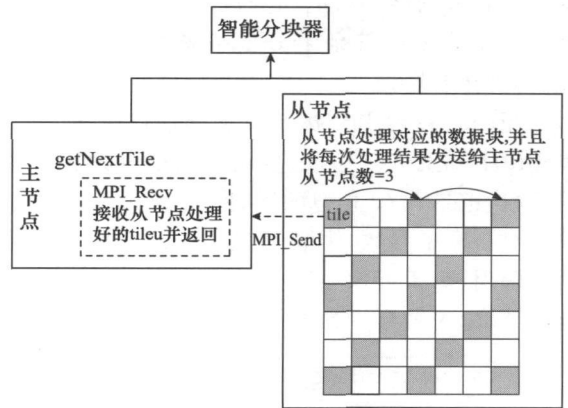 智能分块器
主节点
getNextTile
MPI_Recv
接收从节点处理
好的tileu并返回
MPI_Send
从节点
从节点处理对应的数据块,并且
将每次处理结果发送给主节点
从节点数=3
tile